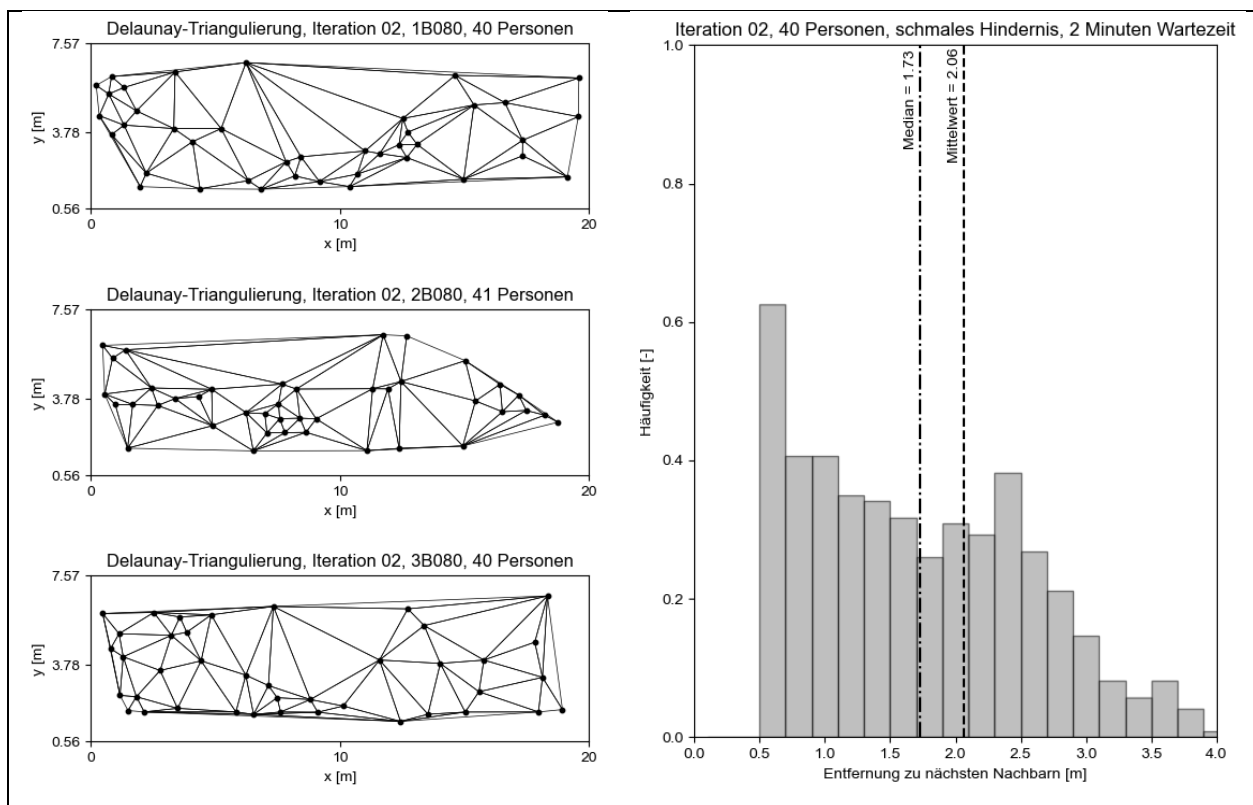 Delaunay-Triangulierung, Iteration 02, 1B080, 40 Personen
7.57
3.78
0.56
y [m]
0
10
20
x [m]
Delaunay-Triangulierung, Iteration 02, 2B080, 41 Personen
7.57
3.78
0.56
y [m]
0
10
20
x [m]
Delaunay-Triangulierung, Iteration 02, 3B080, 40 Personen
7.57
3.78
0.56
y [m]
0
10
20
x [m]
Iteration 02, 40 Personen, schmales Hindernis, 2 Minuten Wartezeit
1.0
0.8
0.6
0.4
0.2
0.0
Häufigkeit [-]
Median = 1.73
Mittelwert = 2.06
0.0
0.5
1.0
1.5
2.0
2.5
3.0
3.5
4.0
Entfernung zu nächsten Nachbarn [m]